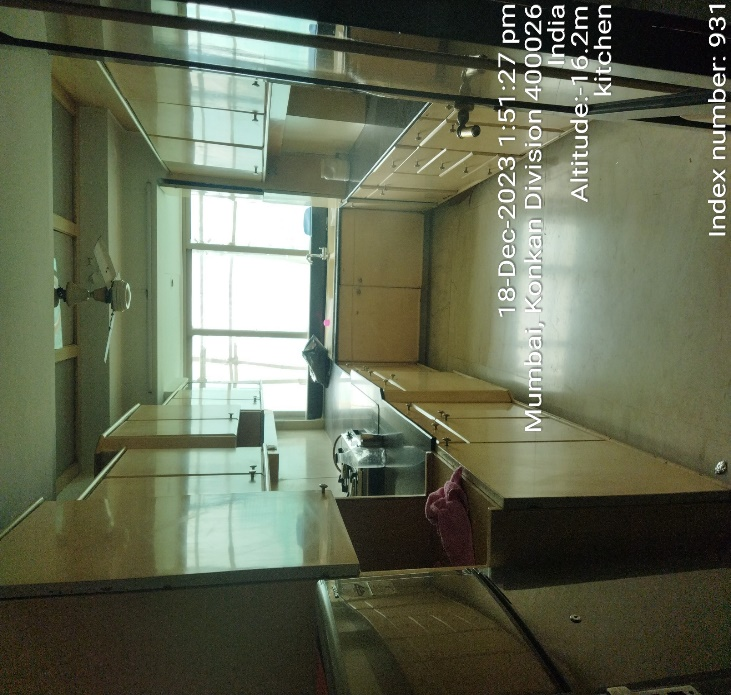 18-Dec-2023 1:51:27 pm
Mumbai, Konkan Division 400026
India
Altitude:-16.2m
kitchen
Index number: 931